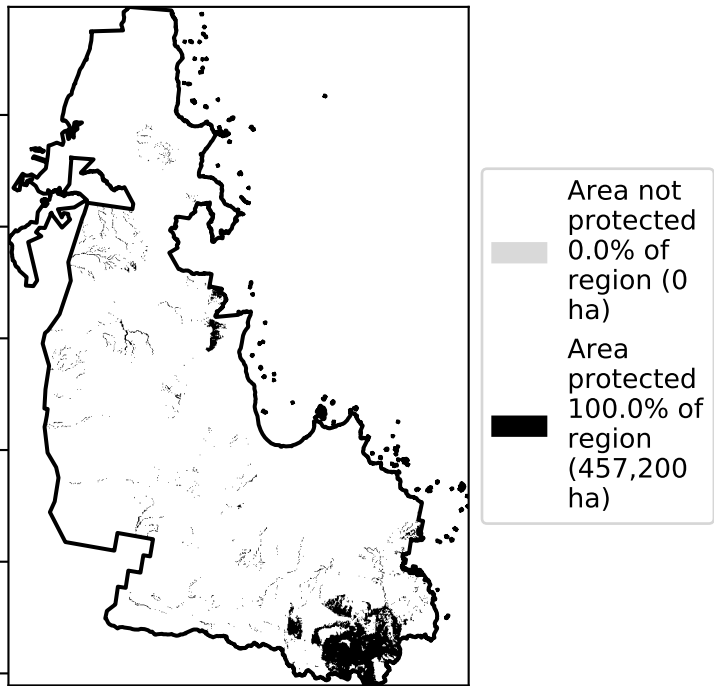 Area not
protected
0.0% of
region (0
ha)
Area
protected
100.0% of
region
(457,200
ha)